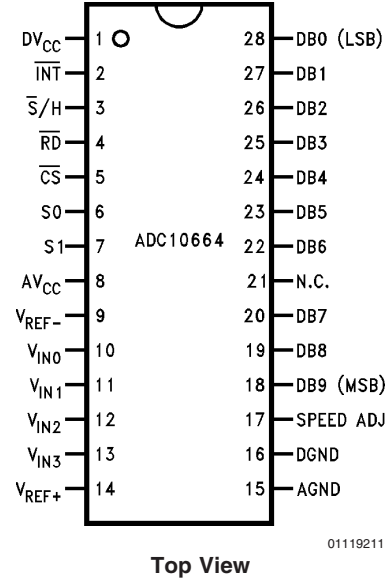 DVCC 1 28 DB0 (LSB)
INT 2 27 DB1
S/H 3 26 DB2
RD 4 25 DB3
CS 5 24 DB4
S0 6 23 DB5
S1 7 ADC10664 22 DB6
AVCC 8 21 N.C.
VREF- 9 20 DB7
VIN0 10 19 DB8
VIN1 11 18 DB9 (MSB)
VIN2 12 17 SPEED ADJ
VIN3 13 16 DGND
VREF+ 14 15 AGND
01119211
Top View